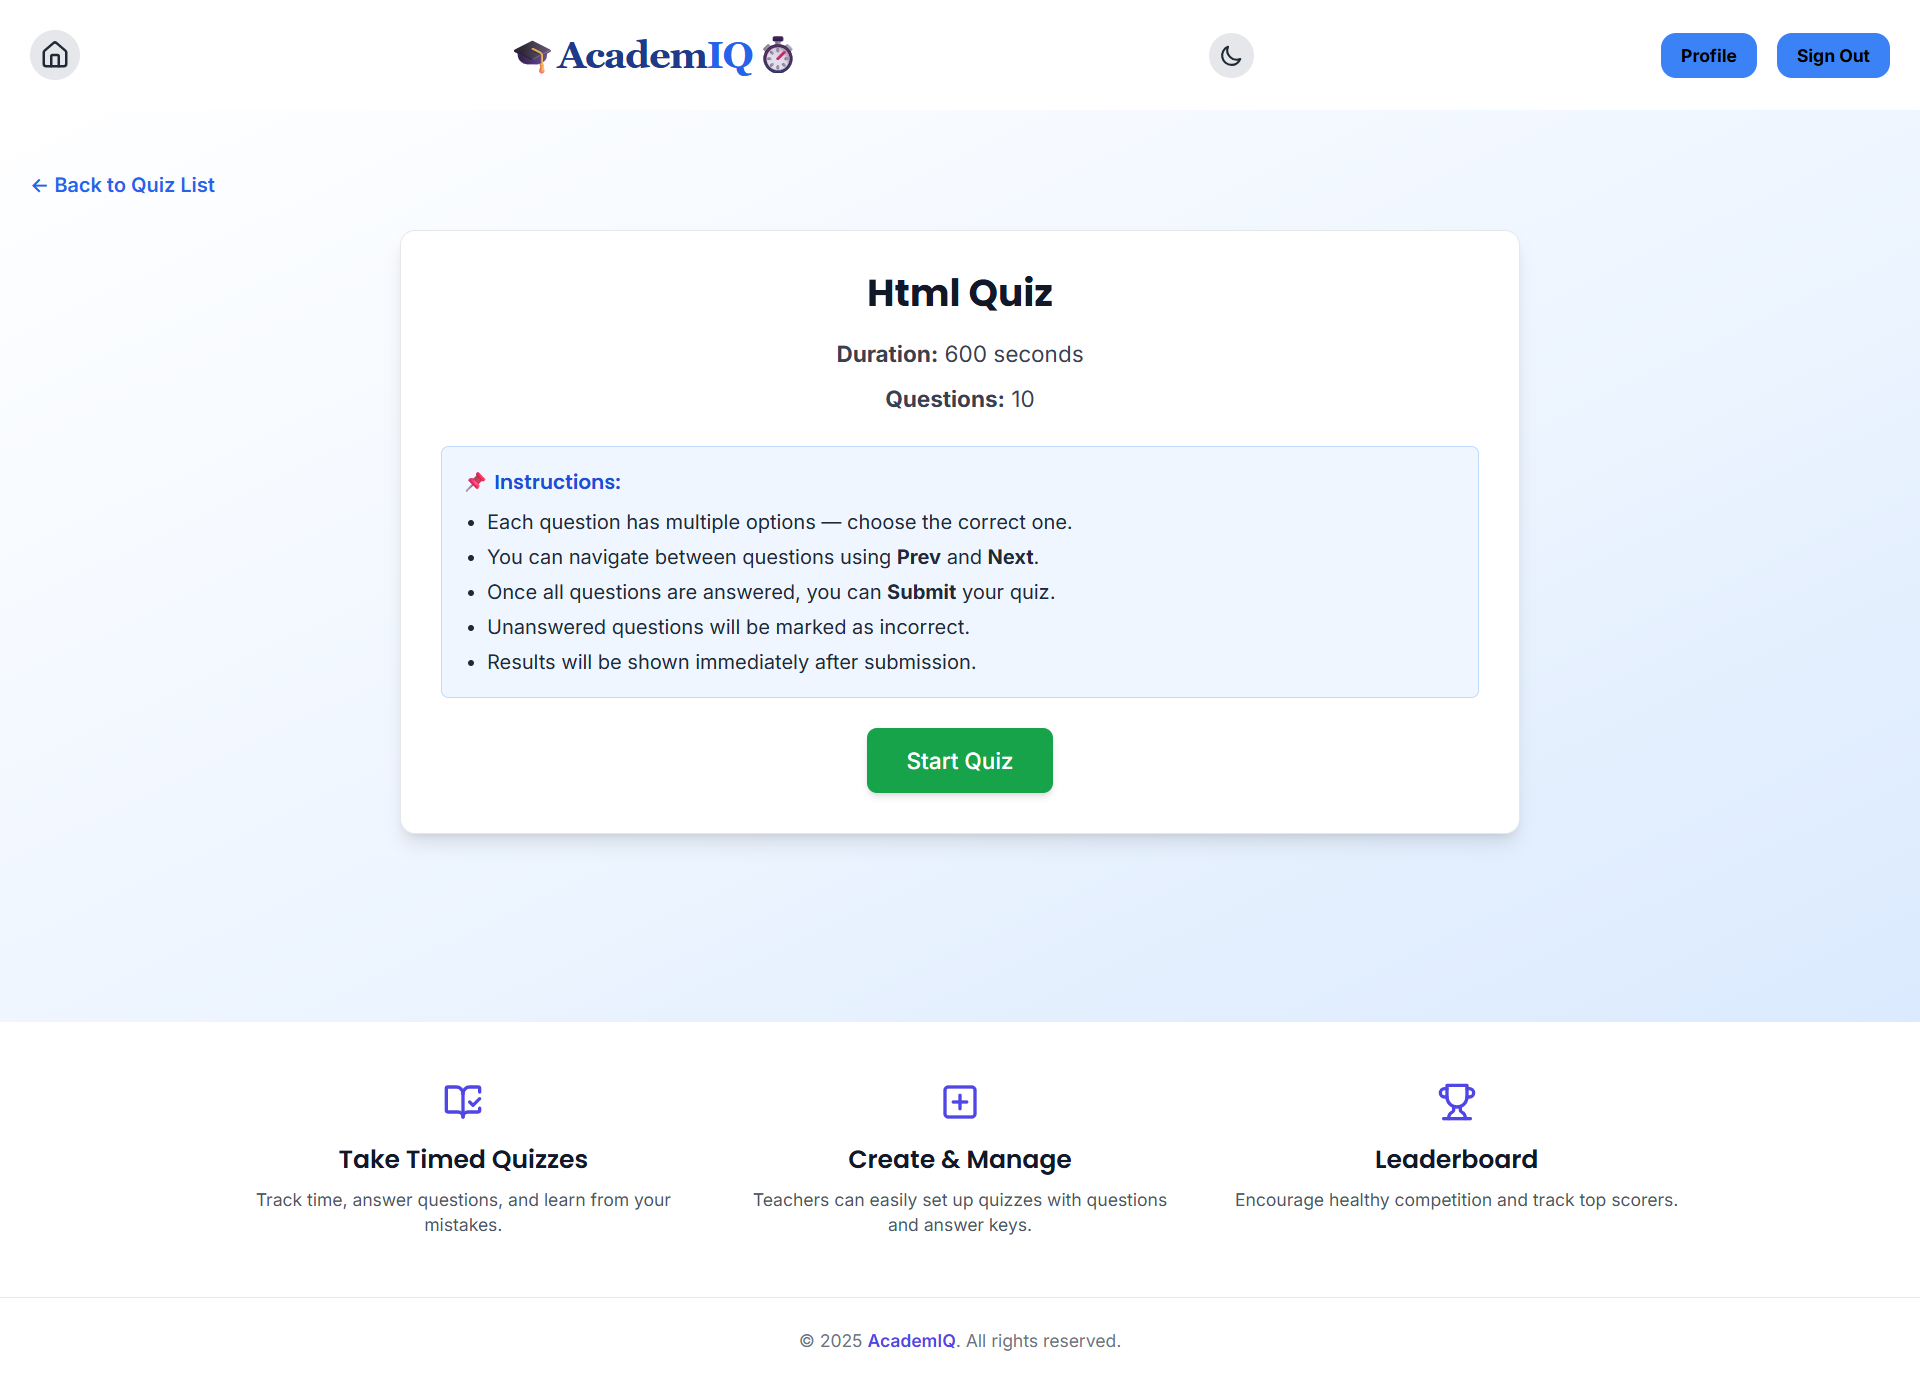 AcademIQ
Profile
Sign Out
← Back to Quiz List
Html Quiz
Duration: 600 seconds
Questions: 10
Instructions:
• Each question has multiple options — choose the correct one.
• You can navigate between questions using Prev and Next.
• Once all questions are answered, you can Submit your quiz.
• Unanswered questions will be marked as incorrect.
• Results will be shown immediately after submission.
Start Quiz
Take Timed Quizzes
Track time, answer questions, and learn from your
mistakes.
Create & Manage
Teachers can easily set up quizzes with questions
and answer keys.
Leaderboard
Encourage healthy competition and track top scorers.
© 2025 AcademIQ. All rights reserved.